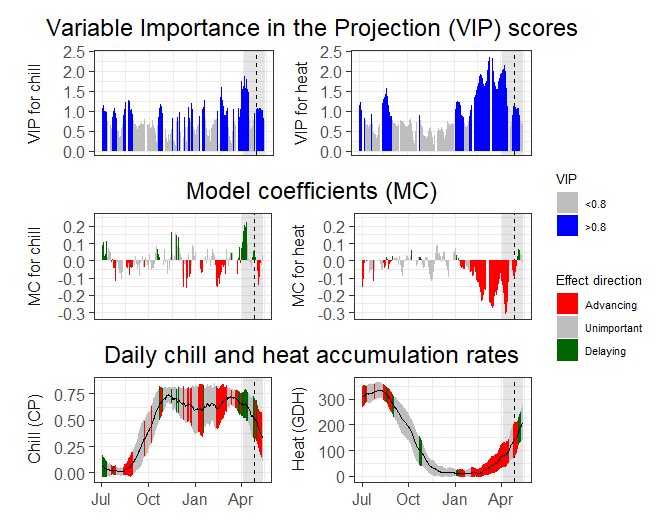 Variable Importance in the Projection (VIP) scores
VIP for chill
2.5
2.0
1.5
1.0
0.5
0.0
VIP for heat
2.5
2.0
1.5
1.0
0.5
0.0
Model coefficients (MC)
MC for chill
0.2
0.1
0.0
-0.1
-0.2
-0.3
MC for heat
0.2
0.1
0.0
-0.1
-0.2
-0.3
Daily chill and heat accumulation rates
Chill (CP)
0.75
0.50
0.25
0.00
Jul Oct Jan Apr
Heat (GDH)
300
200
100
0
Jul Oct Jan Apr
VIP
<0.8
>0.8
Effect direction
Advancing
Unimportant
Delaying